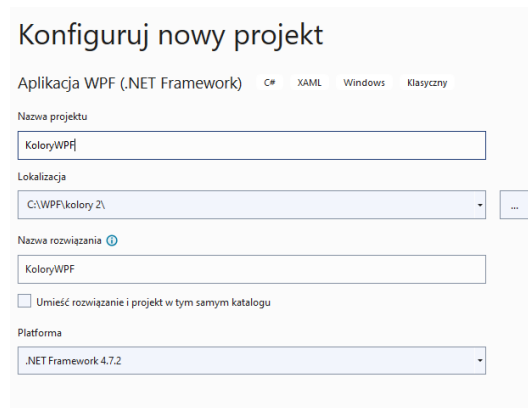 Konfiguruj nowy projekt
Aplikacja WPF (.NET Framework) C# XAML Windows Klasyczny
Nazwa projektu
KoloryWPF
Lokalizacja
C:\WPF\kolory 2\
...
Nazwa rozwiązania
KoloryWPF
Umieść rozwiązanie i projekt w tym samym katalogu
Platforma
.NET Framework 4.7.2